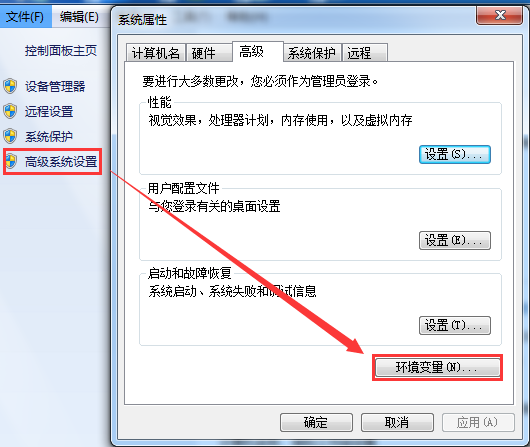 文件(F) 编辑(E)
控制面板主页
设备管理器
远程设置
系统保护
高级系统设置
系统属性
计算机名 硬件 高级 系统保护 远程
要进行大多数更改，您必须作为管理员登录。
性能
视觉效果，处理器计划，内存使用，以及虚拟内存
设置(S)...
用户配置文件
与您登录有关的桌面设置
设置(E)...
启动和故障恢复
系统启动、系统失败和调试信息
设置(T)...
环境变量(N)...
确定 取消 应用(A)